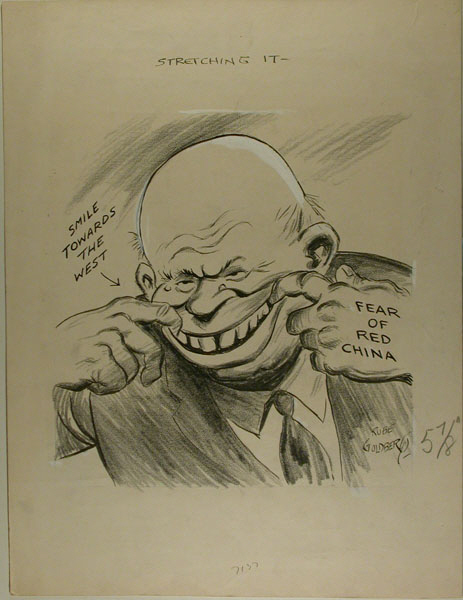 STRETCHING IT—
SMILE
TOWARDS
THE
WEST
FEAR
OF
RED
CHINA
RUBE
GOLDBERG
5 7/8"